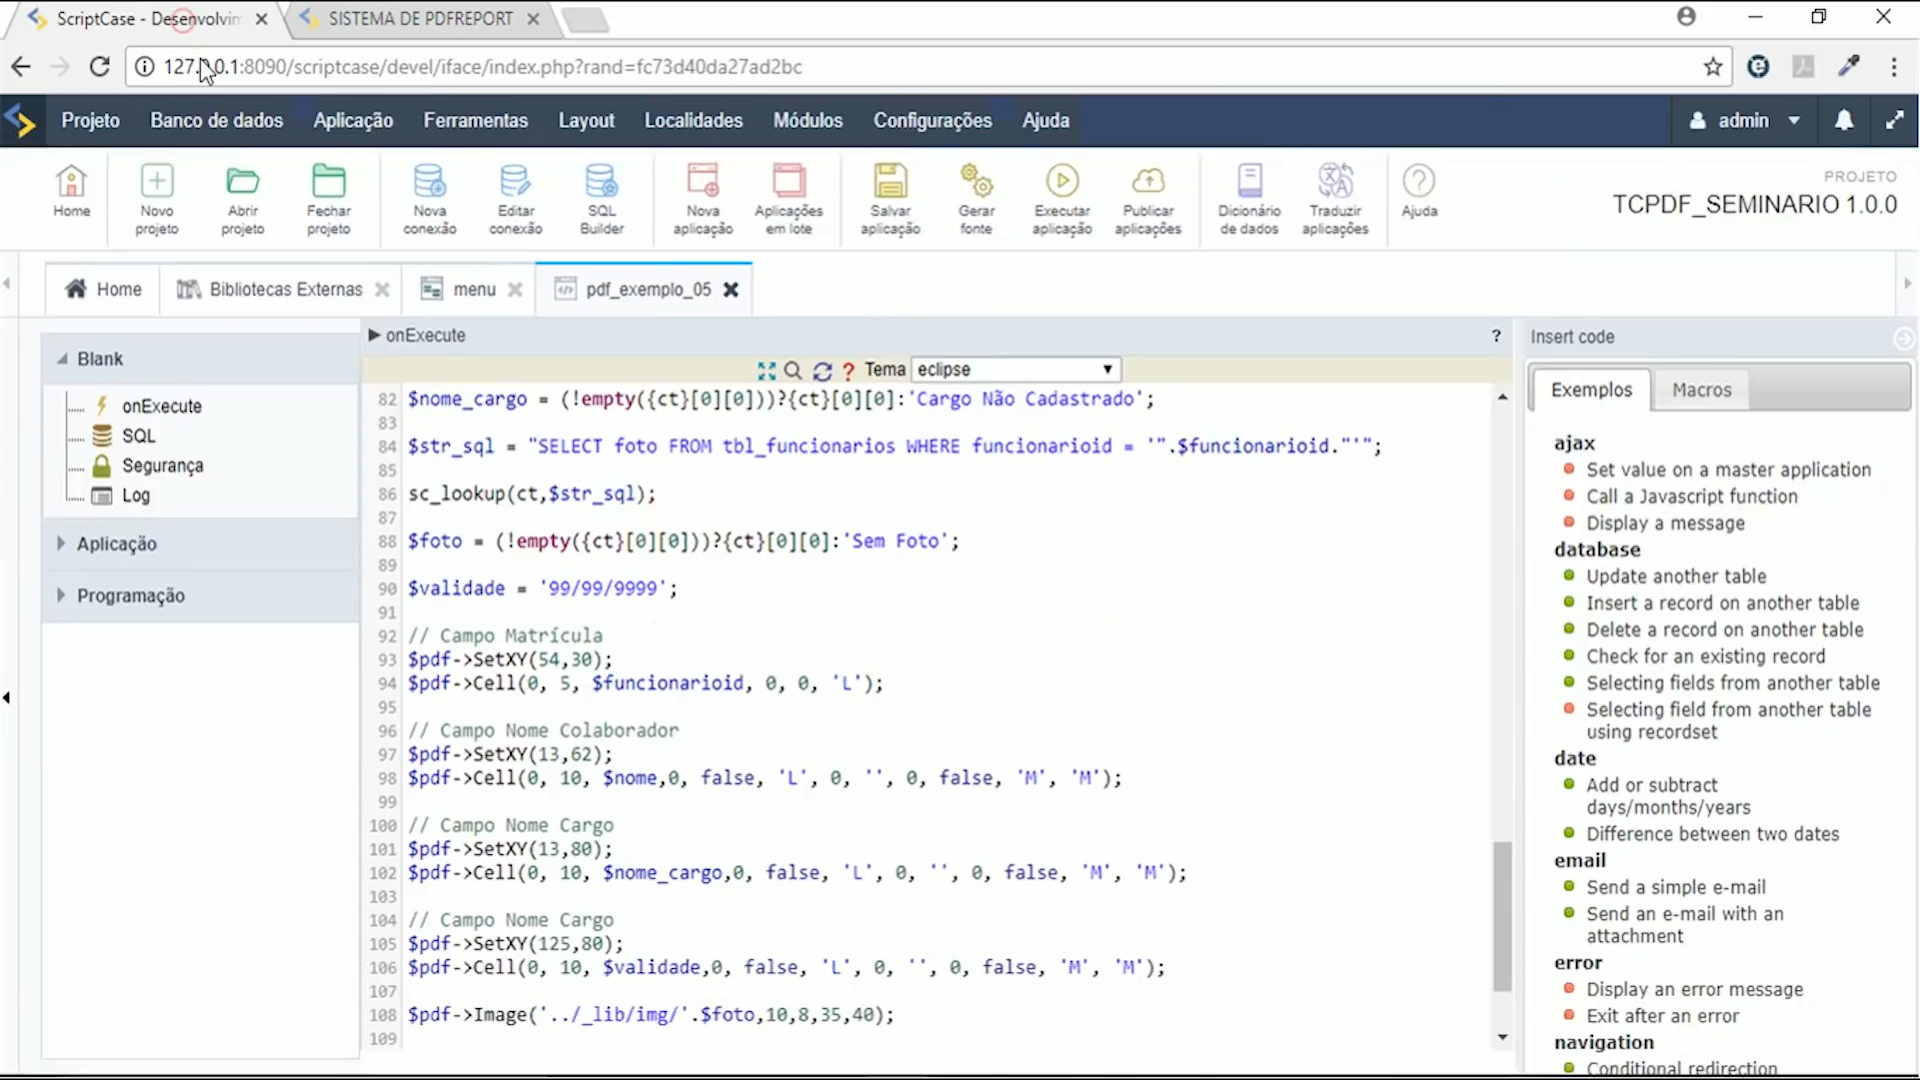 ScriptCase - Desenvolvim
SISTEMA DE PDFREPORT
127.0.0.1:8090/scriptcase/devel/iface/index.php?rand=fc73d40da27ad2bc
Projeto Banco de dados Aplicação Ferramentas Layout Localidades Módulos Configurações Ajuda admin
Home
Novo projeto
Abrir projeto
Fechar projeto
Nova conexão
Editar conexão
SQL Builder
Nova aplicação
Aplicações em lote
Salvar aplicação
Gerar fonte
Executar aplicação
Publicar aplicações
Dicionário de dados
Traduzir aplicações
Ajuda
PROJETO
TCPDF_SEMINARIO 1.0.0
Home Bibliotecas Externas menu pdf_exemplo_05
Blank
onExecute
SQL
Segurança
Log
Aplicação
Programação
onExecute ?
? Tema eclipse
82 $nome_cargo = (!empty({ct}[0][0]))?{ct}[0][0]:'Cargo Não Cadastrado';
83
84 $str_sql = "SELECT foto FROM tbl_funcionarios WHERE funcionarioid = '".$funcionarioid."'";
85
86 sc_lookup(ct,$str_sql);
87
88 $foto = (!empty({ct}[0][0]))?{ct}[0][0]:'Sem Foto';
89
90 $validade = '99/99/9999';
91
92 // Campo Matrícula
93 $pdf->SetXY(54,30);
94 $pdf->Cell(0, 5, $funcionarioid, 0, 0, 'L');
95
96 // Campo Nome Colaborador
97 $pdf->SetXY(13,62);
98 $pdf->Cell(0, 10, $nome,0, false, 'L', 0, '', 0, false, 'M', 'M');
99
100 // Campo Nome Cargo
101 $pdf->SetXY(13,80);
102 $pdf->Cell(0, 10, $nome_cargo,0, false, 'L', 0, '', 0, false, 'M', 'M');
103
104 // Campo Nome Cargo
105 $pdf->SetXY(125,80);
106 $pdf->Cell(0, 10, $validade,0, false, 'L', 0, '', 0, false, 'M', 'M');
107
108 $pdf->Image('../_lib/img/'.$foto,10,8,35,40);
109
Insert code
Exemplos Macros
ajax
Set value on a master application
Call a Javascript function
Display a message
database
Update another table
Insert a record on another table
Delete a record on another table
Check for an existing record
Selecting fields from another table
Selecting field from another table
using recordset
date
Add or subtract
days/months/years
Difference between two dates
email
Send a simple e-mail
Send an e-mail with an
attachment
error
Display an error message
Exit after an error
navigation
Conditional redirection